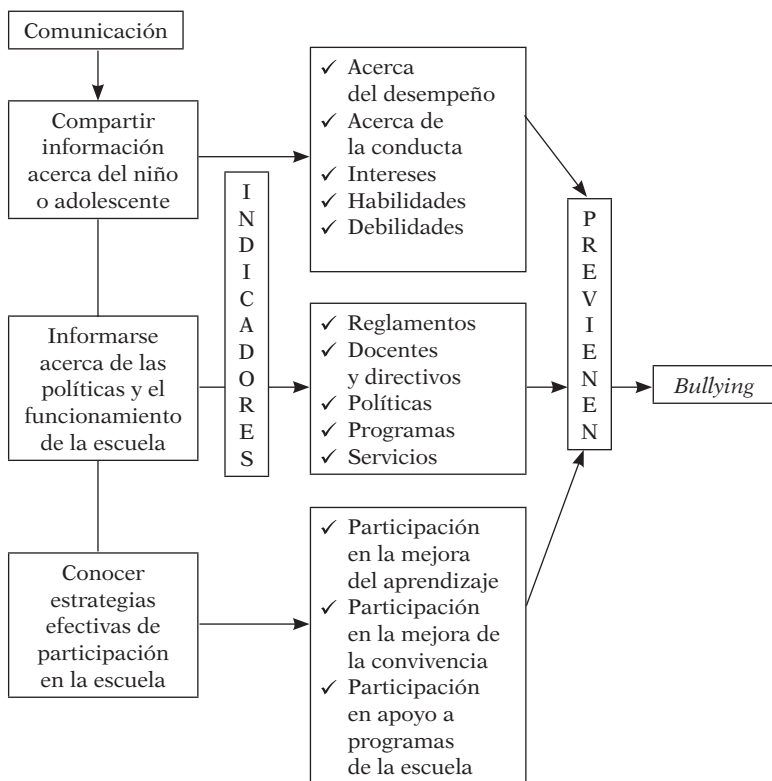 Comunicación
Compartir
información
acerca del niño
o adolescente
✓ Acerca
del desempeño
✓ Acerca de
la conducta
✓ Intereses
✓ Habilidades
✓ Debilidades
INDICADORES
PREVIENEN
Informarse
acerca de las
políticas y el
funcionamiento
de la escuela
✓ Reglamentos
✓ Docentes
y directivos
✓ Políticas
✓ Programas
✓ Servicios
Bullying
Conocer
estrategias
efectivas de
participación
en la escuela
✓ Participación
en la mejora
del aprendizaje
✓ Participación
en la mejora de
la convivencia
✓ Participación
en apoyo a
programas
de la escuela